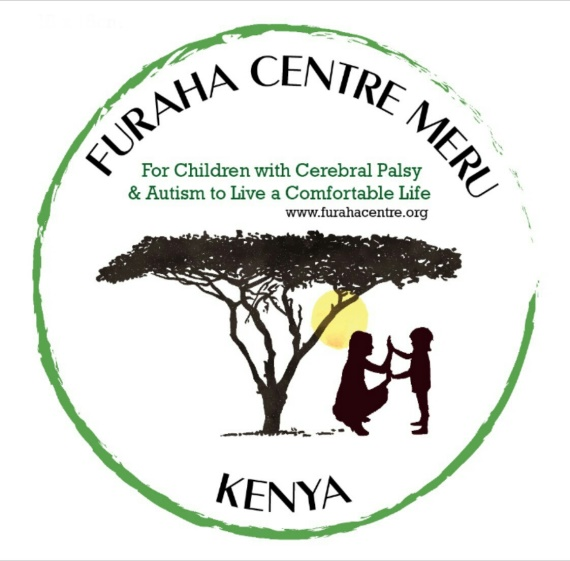 FURAHA CENTRE MERU
For Children with Cerebral Palsy
& Autism to Live a Comfortable Life
www.furahacentre.org
KENYA